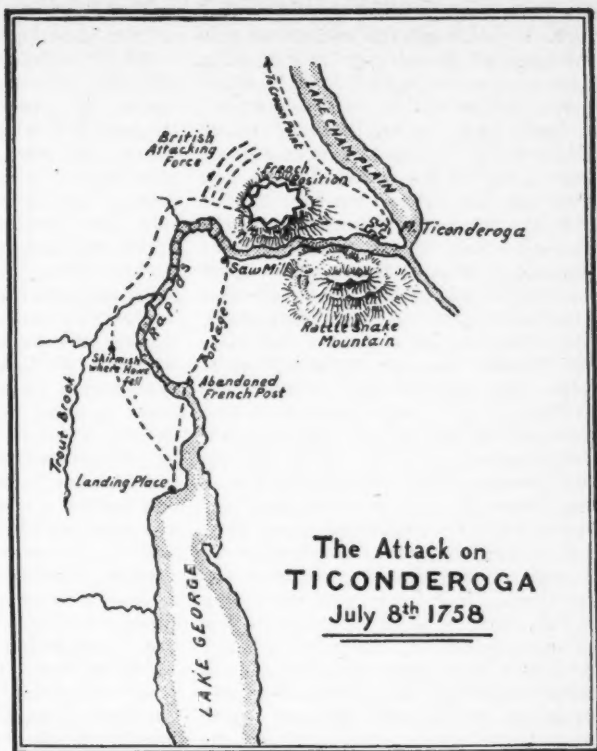 To Crown Point
LAKE CHAMPLAIN
British
Attacking
Force
French
Position
Ticonderoga
Saw Mill
Rapids
Portage
Rattle Snake
Mountain
Skirmish
where Howe
fell
Abandoned
French Post
Trout Brook
Landing Place
LAKE GEORGE
The Attack on
TICONDEROGA
July 8th 1758